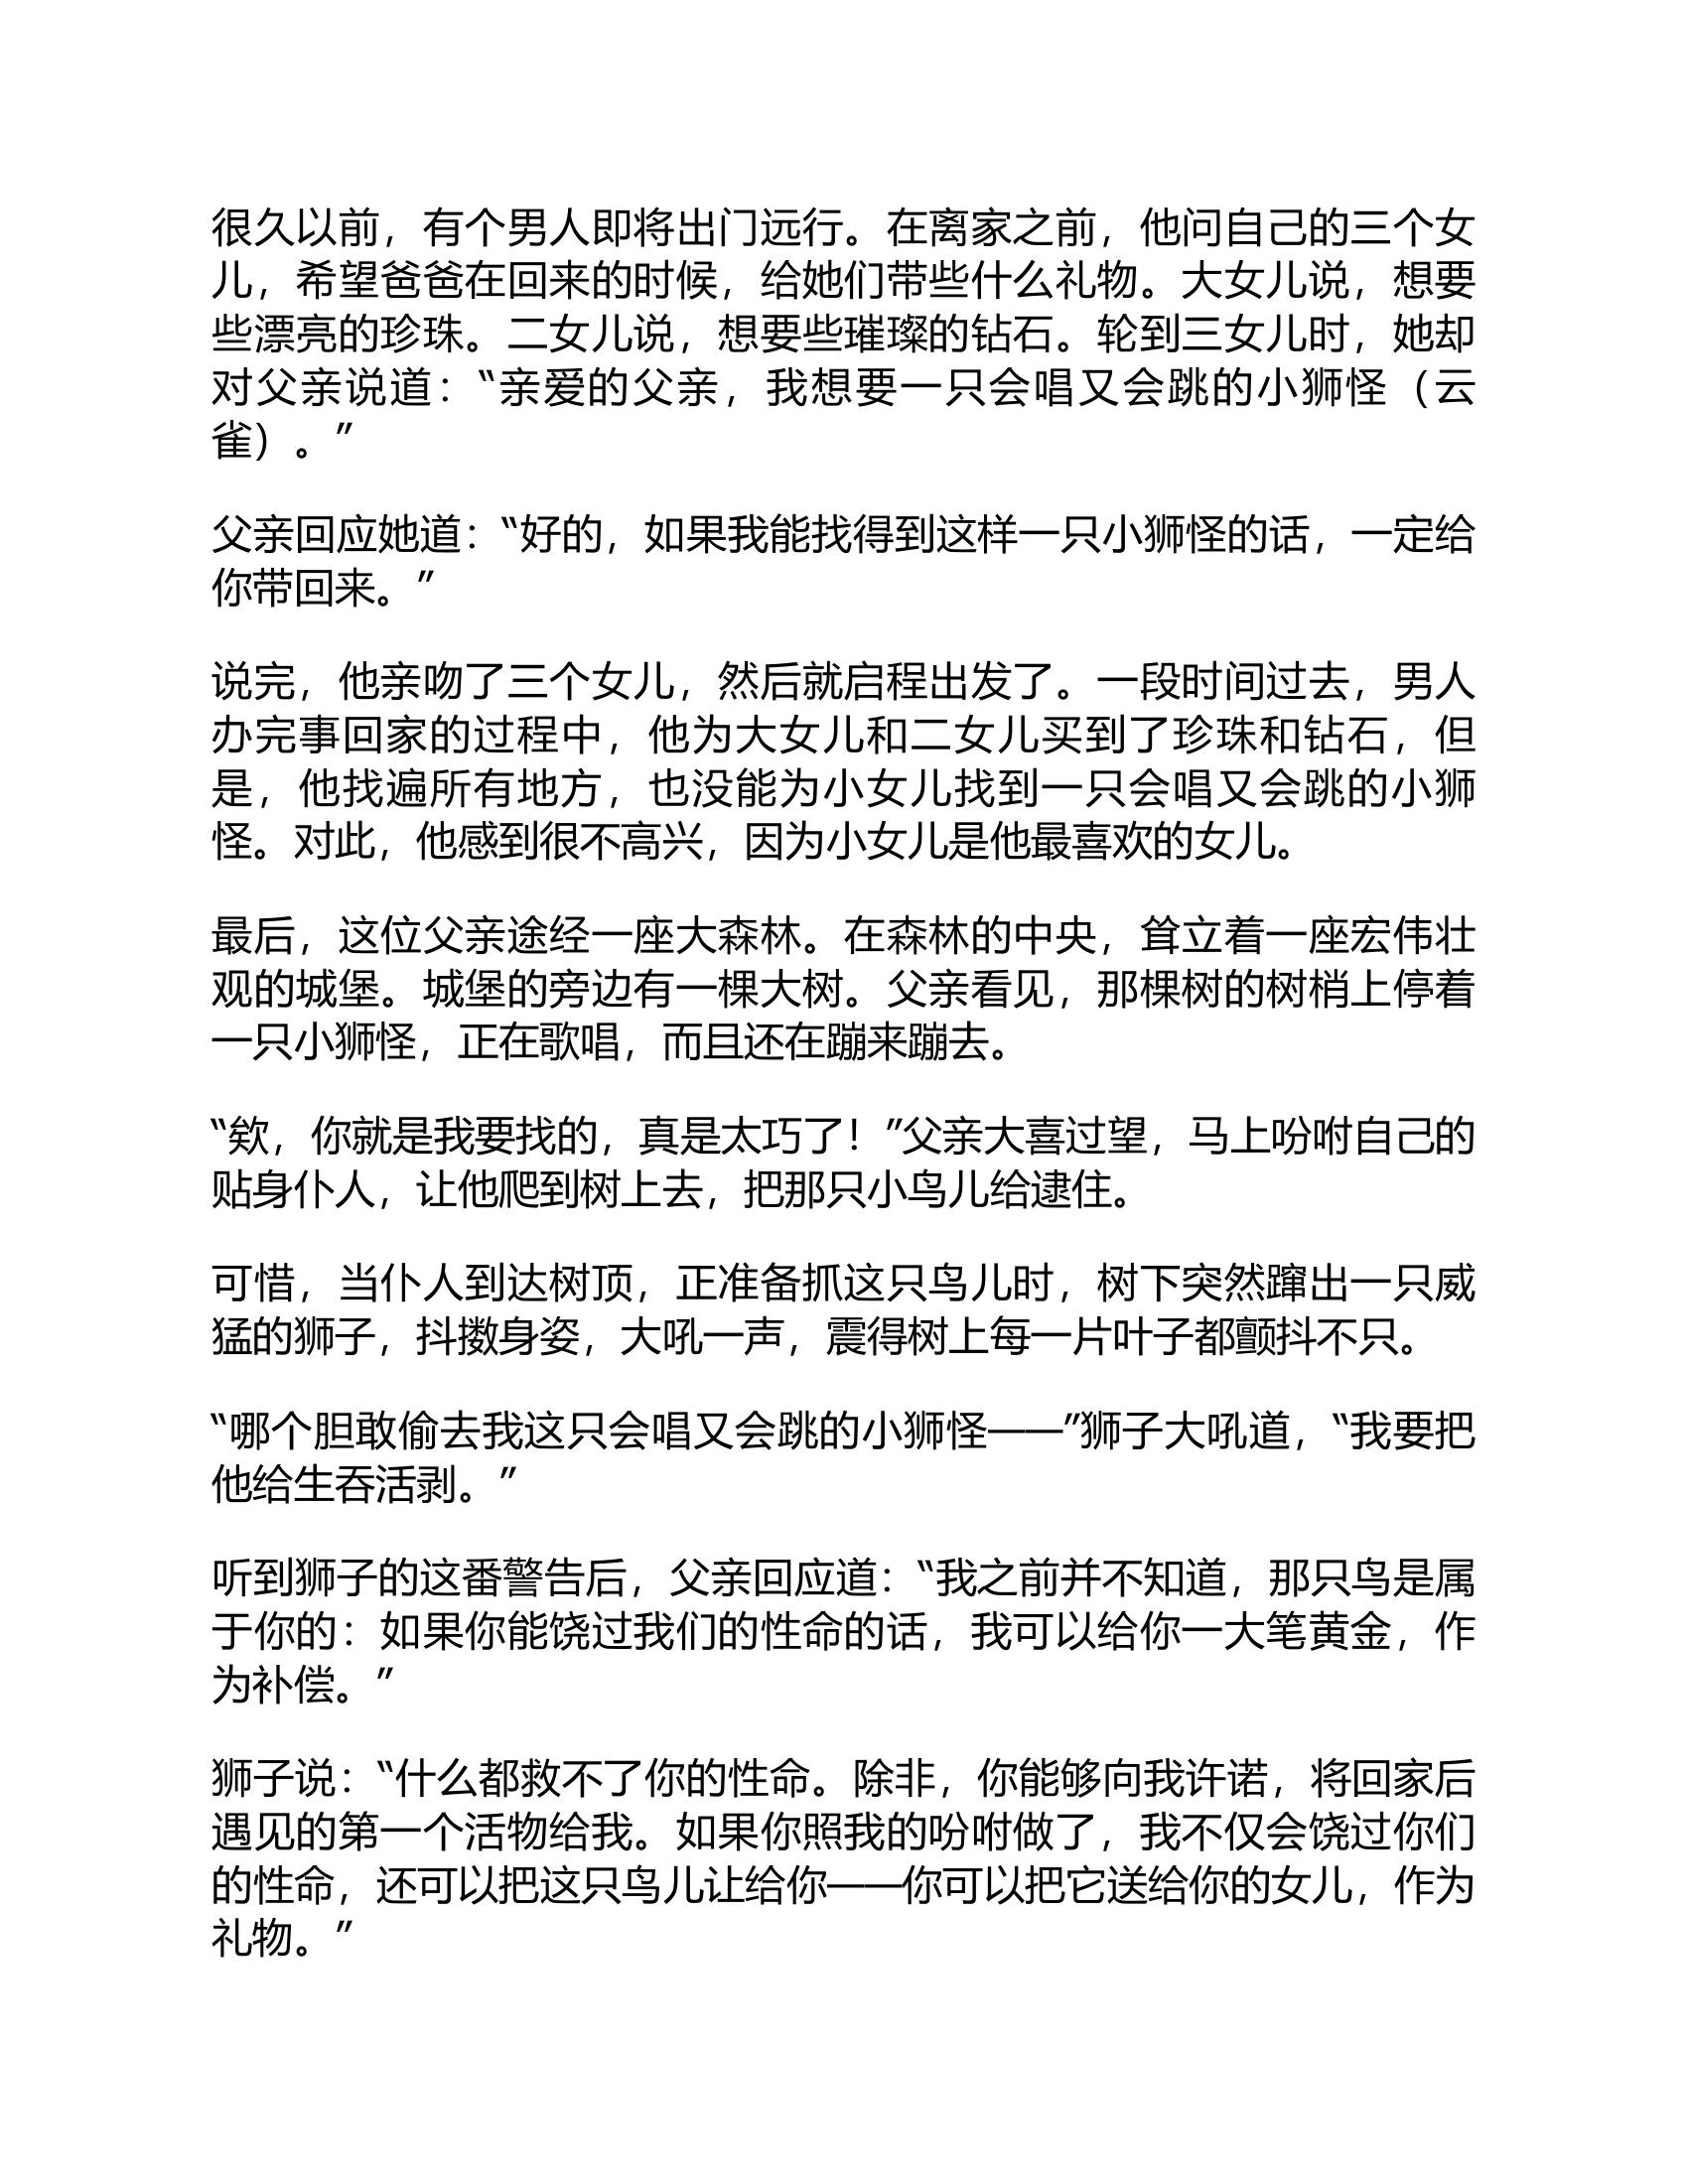 很久以前，有个男人即将出门远行。在离家之前，他问自己的三个女
儿，希望爸爸在回来的时候，给她们带些什么礼物。大女儿说，想要
些漂亮的珍珠。二女儿说，想要些璀璨的钻石。轮到三女儿时，她却
对父亲说道：“亲爱的父亲，我想要一只会唱又会跳的小狮怪（云
雀）。”
父亲回应她道：“好的，如果我能找得到这样一只小狮怪的话，一定给
你带回来。”
说完，他亲吻了三个女儿，然后就启程出发了。一段时间过去，男人
办完事回家的过程中，他为大女儿和二女儿买到了珍珠和钻石，但
是，他找遍所有地方，也没能为小女儿找到一只会唱又会跳的小狮
怪。对此，他感到很不高兴，因为小女儿是他最喜欢的女儿。
最后，这位父亲途经一座大森林。在森林的中央，耸立着一座宏伟壮
观的城堡。城堡的旁边有一棵大树。父亲看见，那棵树的树梢上停着
一只小狮怪，正在歌唱，而且还在蹦来蹦去。
“欸，你就是我要找的，真是太巧了！”父亲大喜过望，马上吩咐自己的
贴身仆人，让他爬到树上去，把那只小鸟儿给逮住。
可惜，当仆人到达树顶，正准备抓这只鸟儿时，树下突然蹿出一只威
猛的狮子，抖擞身姿，大吼一声，震得树上每一片叶子都颤抖不只。
“哪个胆敢偷去我这只会唱又会跳的小狮怪——”狮子大吼道，“我要把
他给生吞活剥。”
听到狮子的这番警告后，父亲回应道：“我之前并不知道，那只鸟是属
于你的：如果你能饶过我们的性命的话，我可以给你一大笔黄金，作
为补偿。”
狮子说：“什么都救不了你的性命。除非，你能够向我许诺，将回家后
遇见的第一个活物给我。如果你照我的吩咐做了，我不仅会饶过你们
的性命，还可以把这只鸟儿让给你——你可以把它送给你的女儿，作为
礼物。”